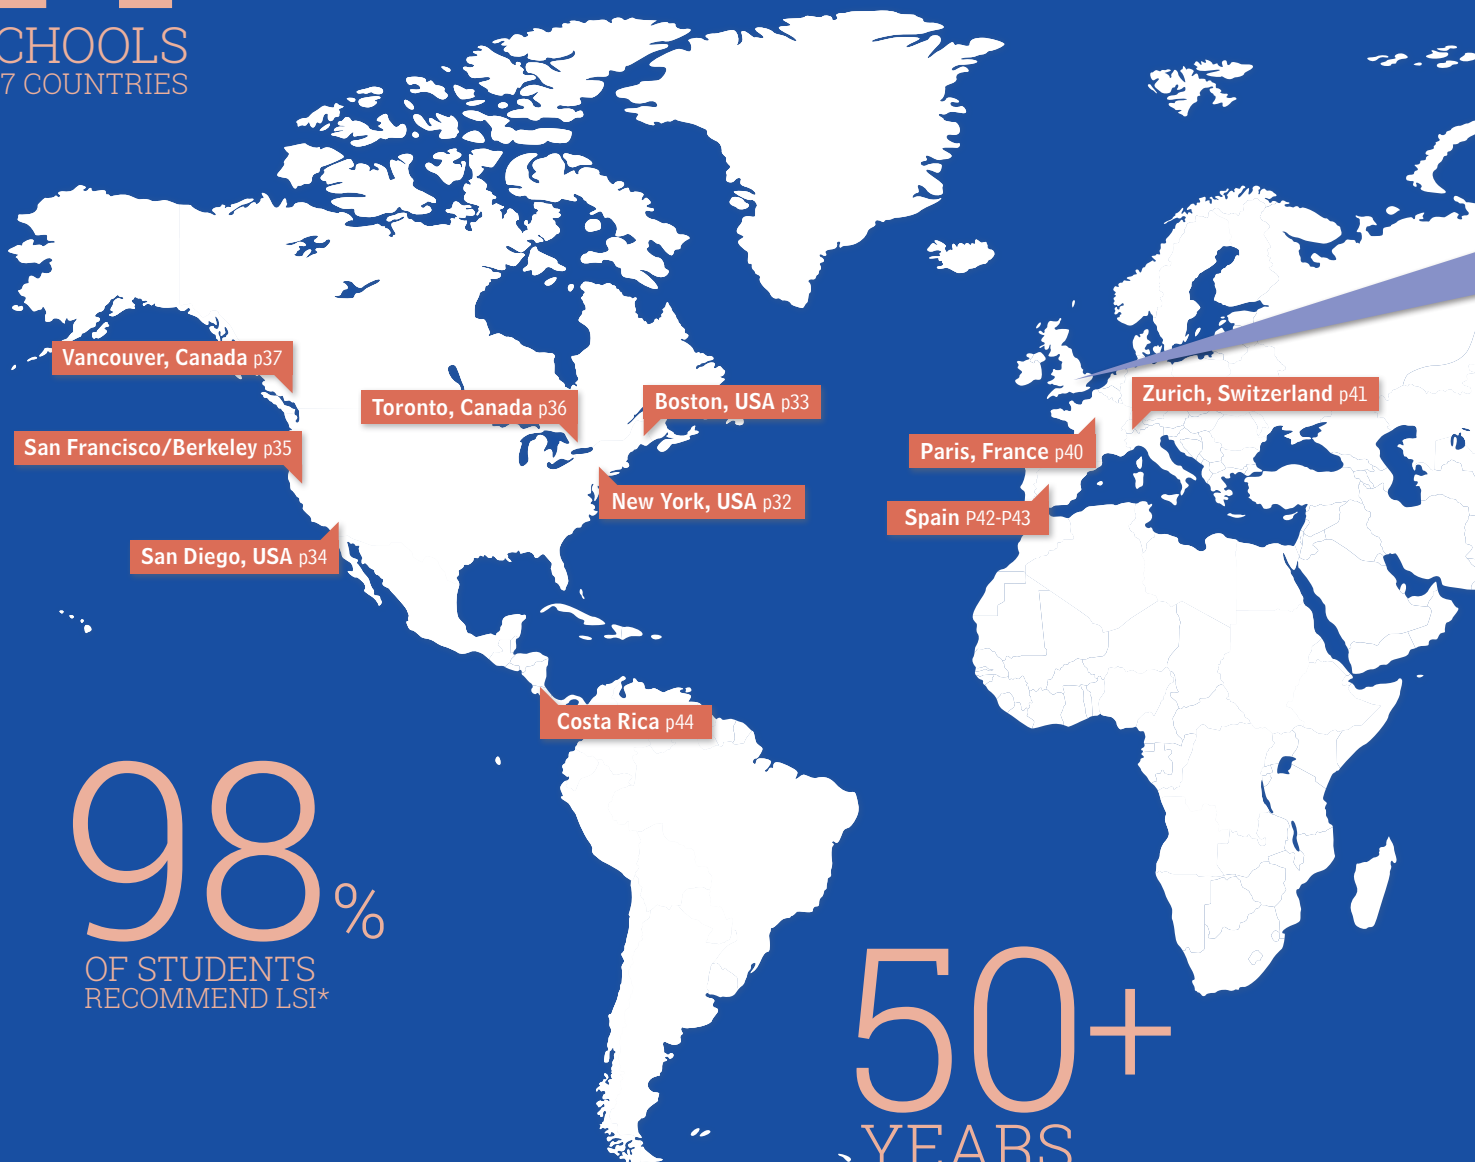 CHOOLS
7 COUNTRIES
Vancouver, Canada p37
Toronto, Canada p36
Boston, USA p33
Zurich, Switzerland p41
San Francisco/Berkeley p35
Paris, France p40
New York, USA p32
Spain P42-P43
San Diego, USA p34
Costa Rica p44
98%
OF STUDENTS
RECOMMEND LSI*
50+
YEARS